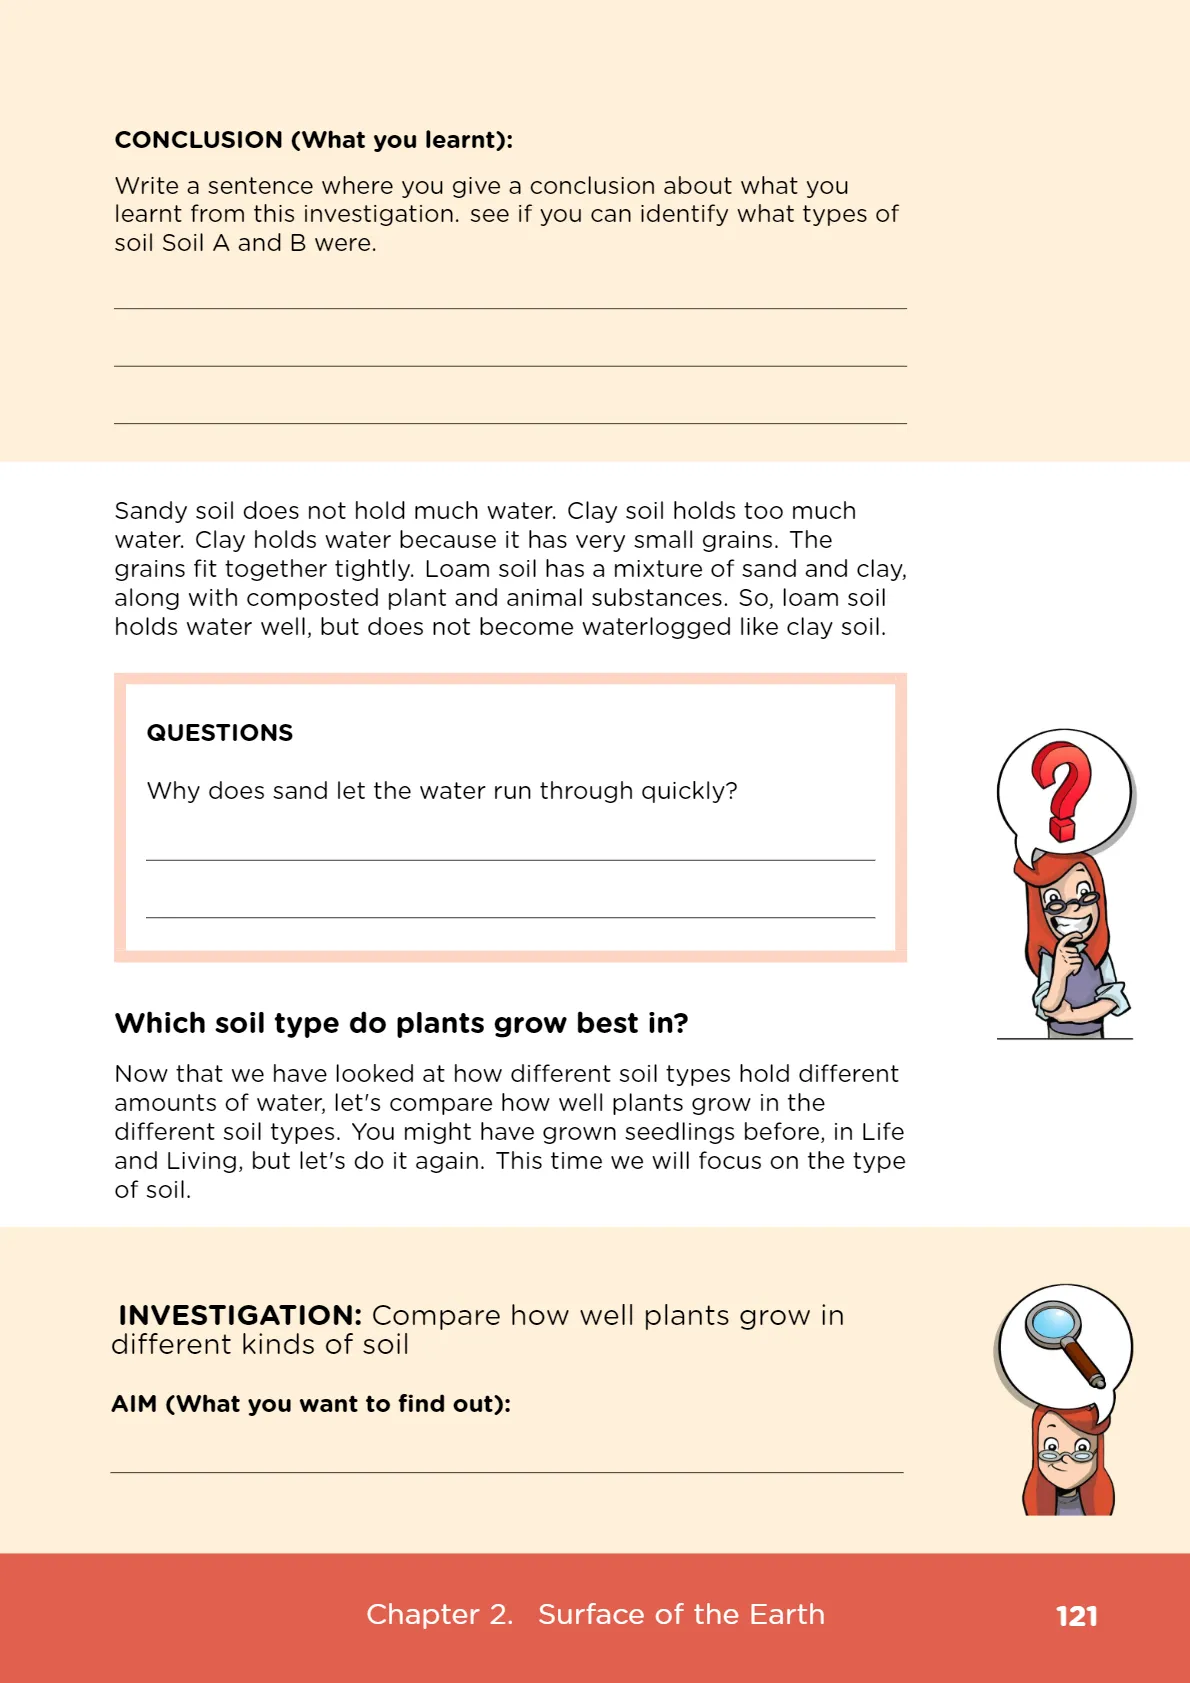 CONCLUSION (What you learnt):
Write a sentence where you give a conclusion about what you
learnt from this investigation. see if you can identify what types of
soil Soil A and B were.
Sandy soil does not hold much water. Clay soil holds too much
water. Clay holds water because it has very small grains. The
grains fit together tightly. Loam soil has a mixture of sand and clay,
along with composted plant and animal substances. So, loam soil
holds water well, but does not become waterlogged like clay soil.
QUESTIONS
Why does sand let the water run through quickly?
?
Which soil type do plants grow best in?
Now that we have looked at how different soil types hold different
amounts of water, let's compare how well plants grow in the
different soil types. You might have grown seedlings before, in Life
and Living, but let's do it again. This time we will focus on the type
of soil.
INVESTIGATION: Compare how well plants grow in
different kinds of soil
AIM (What you want to find out):
Chapter 2. Surface of the Earth 121